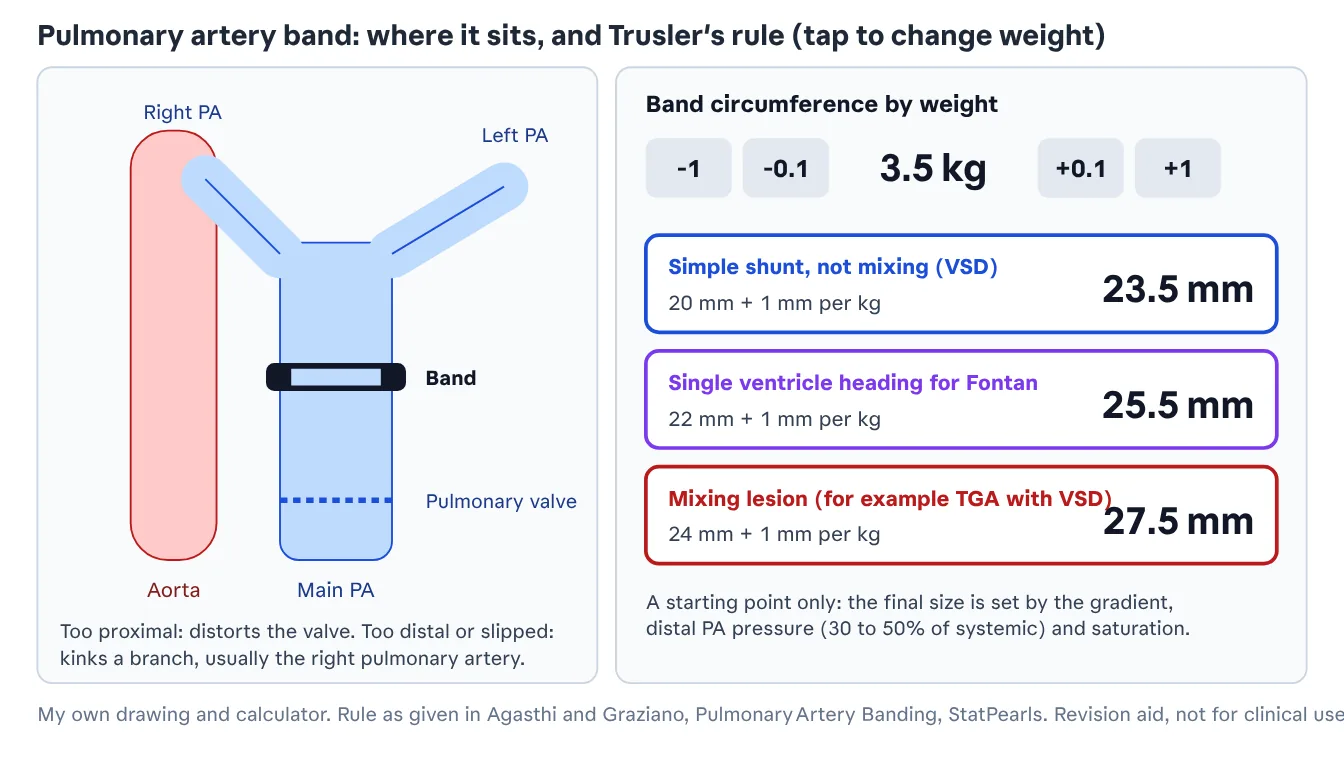 Pulmonary artery band: where it sits, and Trusler's rule (tap to change weight)
Right PA
Left PA
Band
Pulmonary valve
Aorta
Main PA
Too proximal: distorts the valve. Too distal or slipped:
kinks a branch, usually the right pulmonary artery.
Band circumference by weight
-1
-0.1
3.5 kg
+0.1
+1
Simple shunt, not mixing (VSD)
20 mm + 1 mm per kg
23.5 mm
Single ventricle heading for Fontan
22 mm + 1 mm per kg
25.5 mm
Mixing lesion (for example TGA with VSD)
24 mm + 1 mm per kg
27.5 mm
A starting point only: the final size is set by the gradient,
distal PA pressure (30 to 50% of systemic) and saturation.
My own drawing and calculator. Rule as given in Agasthi and Graziano, Pulmonary Artery Banding, StatPearls. Revision aid, not for clinical use